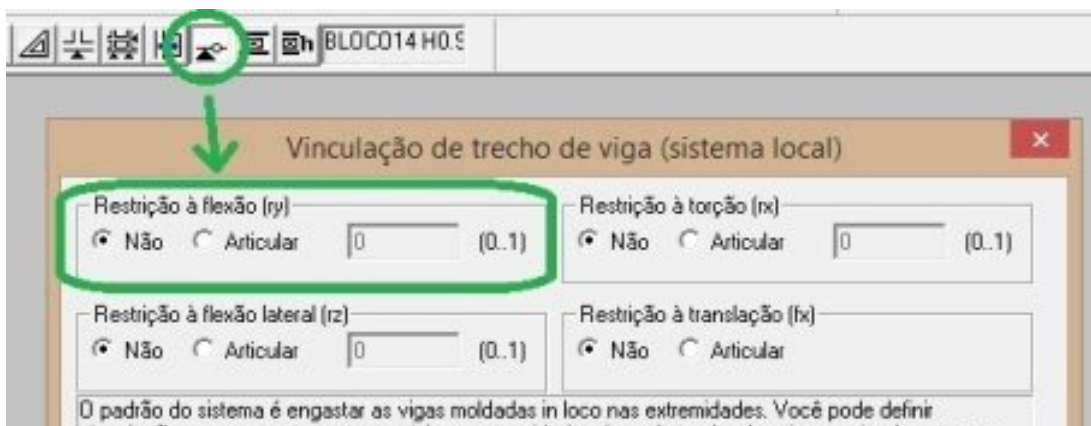 BLOCO14 H0.9
Vinculação de trecho de viga (sistema local)
Restrição à flexão (ry)
Não Articular 0 (0..1)
Restrição à torção (rx)
Não Articular 0 (0..1)
Restrição à flexão lateral (rz)
Não Articular 0 (0..1)
Restrição à translação (fx)
Não Articular
O padrão do sistema é engastar as vigas moldadas in loco nas extremidades. Você pode definir